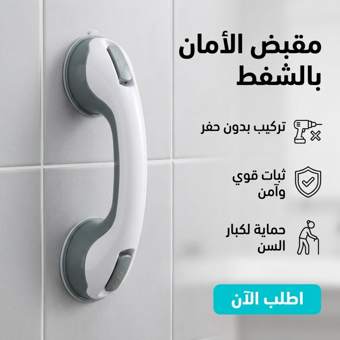 مقبض الأمان
بالشفط
تركيب بدون حفر
ثبات قوي
وآمن
حماية لكبار
السن
اطلب الآن